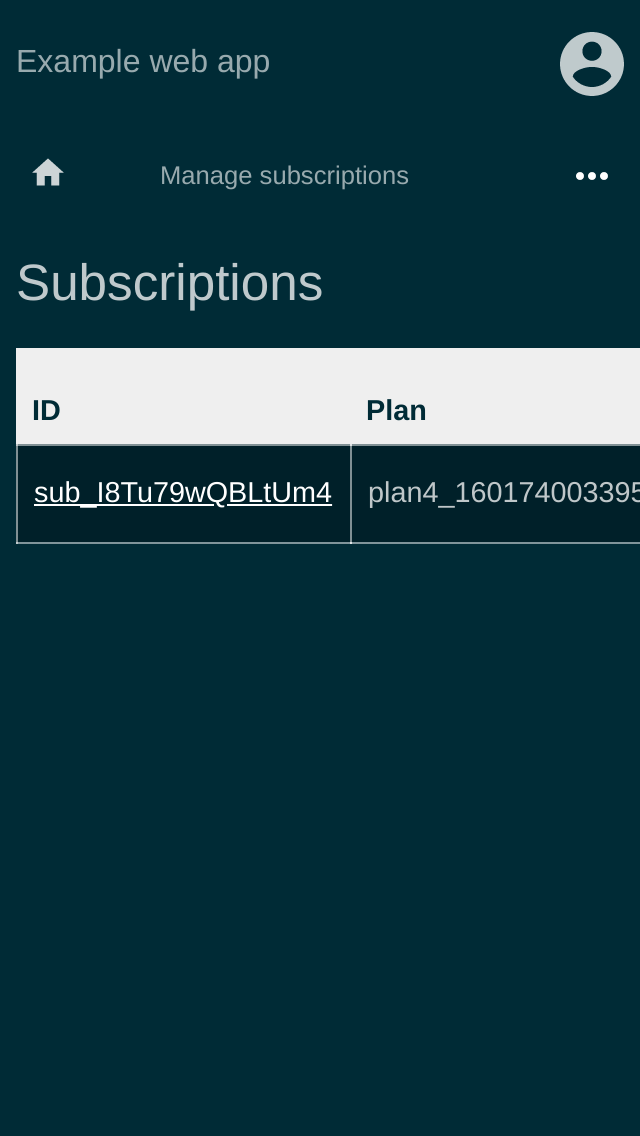 Example web app
Manage subscriptions
Subscriptions
ID Plan
sub_I8Tu79wQBLtUm4 plan4_160174003395